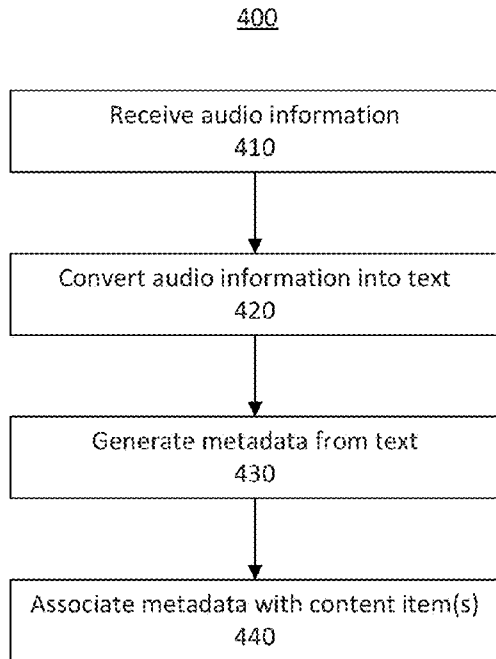 400
Receive audio information
410
Convert audio information into text
420
Generate metadata from text
430
Associate metadata with content item(s)
440